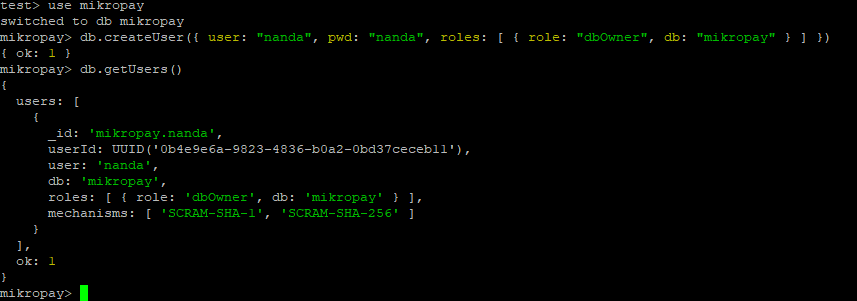 test> use mikropay
switched to db mikropay
mikropay> db.createUser({ user: "nanda", pwd: "nanda", roles: [ { role: "dbOwner", db: "mikropay" } ] })
{ ok: 1 }
mikropay> db.getUsers()
{
  users: [
    {
      _id: 'mikropay.nanda',
      userId: UUID('0b4e9e6a-9823-4836-b0a2-0bd37ceceb11'),
      user: 'nanda',
      db: 'mikropay',
      roles: [ { role: 'dbOwner', db: 'mikropay' } ],
      mechanisms: [ 'SCRAM-SHA-1', 'SCRAM-SHA-256' ]
    }
  ],
  ok: 1
}
mikropay>